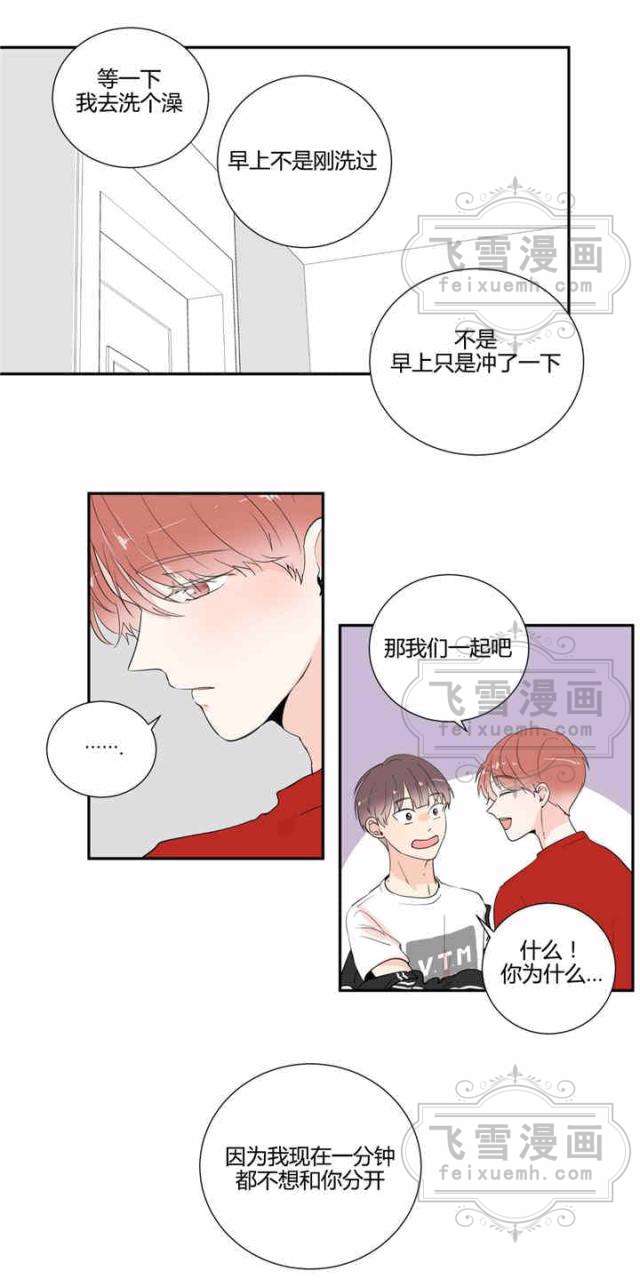 等一下
我去洗个澡
早上不是刚洗过
飞雪漫画
feixuemh.com
不是
早上只是冲了一下
…….
那我们一起吧
飞雪漫画
feixuemh.com
V.T.M
什么！
你为什么...
因为我现在一分钟
都不想和你分开
飞雪漫画
feixuemh.com